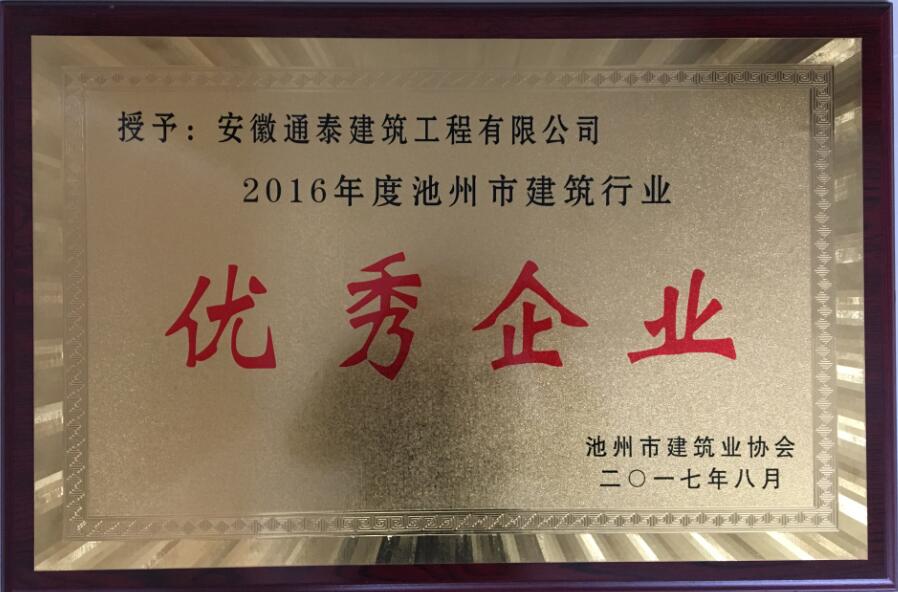 授予：安徽通泰建筑工程有限公司
2016年度池州市建筑行业
优秀企业
池州市建筑业协会
二〇一七年八月